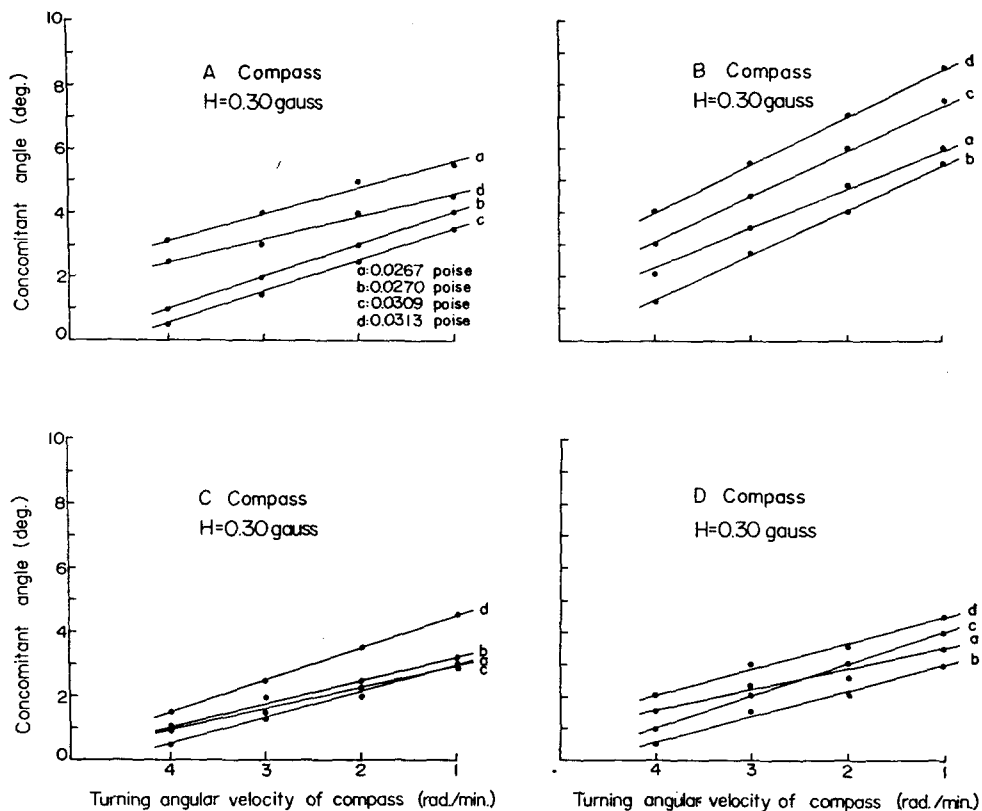 10
8
6
4
2
0
Concomitant angle (deg.)
A Compass
H=0.30 gauss
a
d
b
c
a:0.0267 poise
b:0.0270 poise
c:0.0309 poise
d:0.0313 poise
B Compass
H=0.30 gauss
d
c
a
b
10
8
6
4
2
0
Concomitant angle (deg.)
C Compass
H=0.30 gauss
d
b
a
c
4 3 2 1
Turning angular velocity of compass (rad./min.)
D Compass
H=0.30 gauss
d
c
a
b
4 3 2 1
Turning angular velocity of compass (rad./min.)